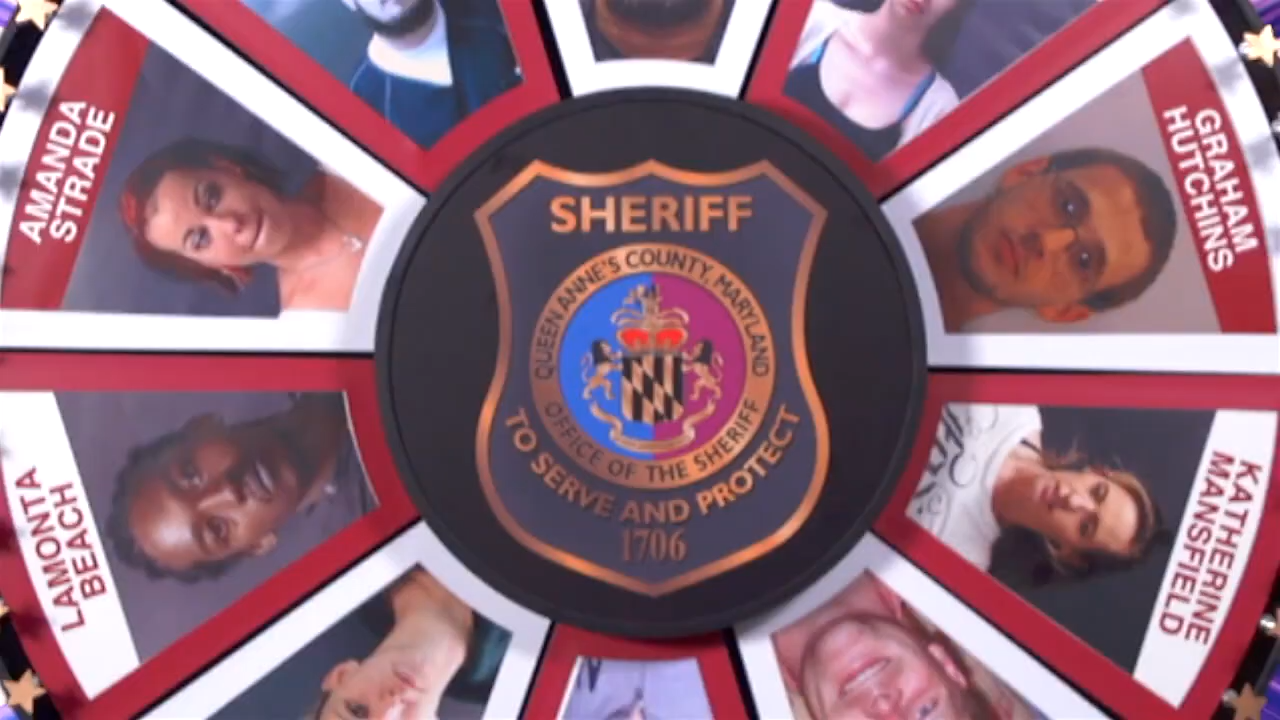 AMANDA
STRADE
GRAHAM
HUTCHINS
SHERIFF
QUEEN ANNE'S COUNTY, MARYLAND
OFFICE OF THE SHERIFF
TO SERVE AND PROTECT
1706
LAMONTA
BEACH
KATHERINE
MANSFIELD